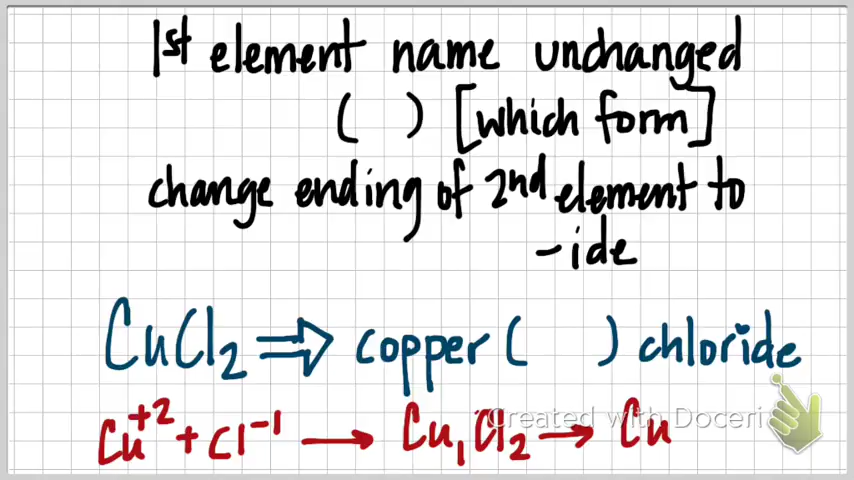 1st element name unchanged
( ) [which form]
change ending of 2nd element to
-ide
CuCl₂ ⇒ copper ( ) chloride
Created with Doceri
Cu⁺² + Cl⁻¹ → Cu₁Cl₂ → Cu